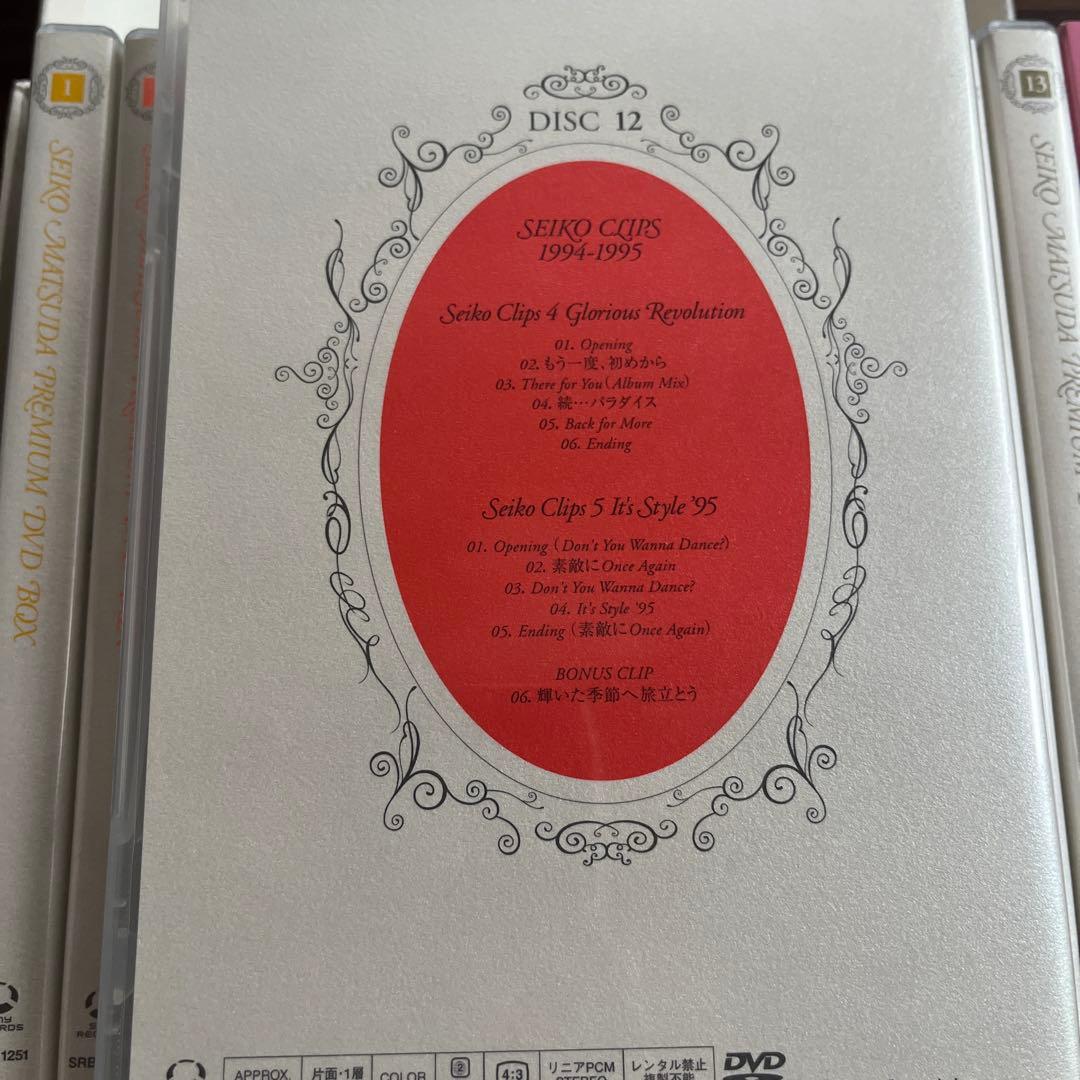 DISC 12
SEIKO CLIPS
1994-1995
Seiko Clips 4 Glorious Revolution
01. Opening
02. もう一度、初めから
03. There for You (Album Mix)
04. 続…パラダイス
05. Back for More
06. Ending
Seiko Clips 5 It's Style '95
01. Opening (Don't You Wanna Dance?)
02. 素敵にOnce Again
03. Don't You Wanna Dance?
04. It's Style '95
05. Ending (素敵にOnce Again)
BONUS CLIP
06. 輝いた季節へ旅立とう
APPROX.
片面・1層
COLOR
2
4:3
リニアPCM
STEREO
レンタル禁止
複製不能
DVD
1
SEIKO MATSUDA PREMIUM DVD BOX
1251
SRB
13
SEIKO MATSUDA PREMIUM